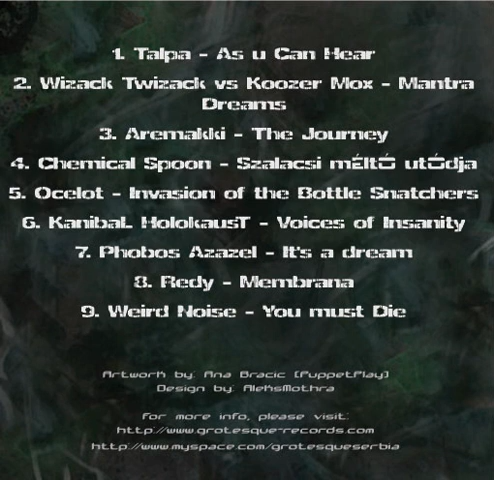 1. Talpa - As u Can Hear
2. Wizack Twizack vs Koozer Mox - Mantra
Dreams
3. Aremakki - The Journey
4. Chemical Spoon - Szalacsi mÉltÓ utÓdja
5. Ocelot - Invasion of the Bottle Snatchers
6. KanibaL HolokausT - Voices of Insanity
7. Phobos Azazel - It's a dream
8. Redy - Membrana
9. Weird Noise - You must Die
Artwork by: Ana Bracic (PuppetPlay)
Design by: AleksMothra
For more info, please visit:
http://www.grotesque-records.com
http://www.myspace.com/grotesqueserbia